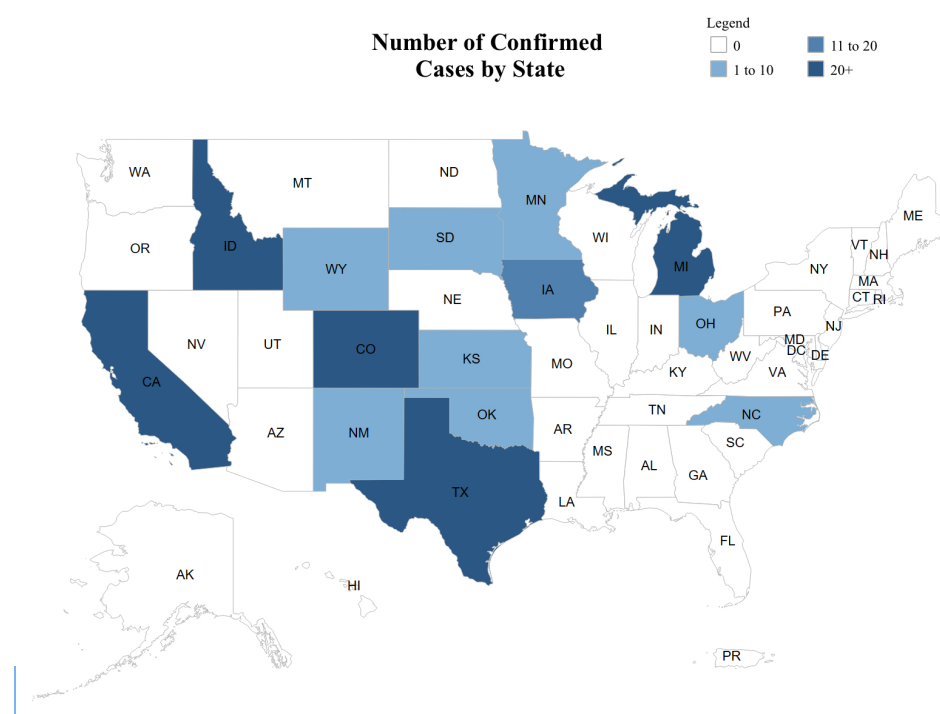 Number of Confirmed
Cases by State
Legend
0
11 to 20
1 to 10
20+
WA
MT
ND
MN
ME
OR
ID
SD
WI
VT
NH
WY
MI
NY
MA
IA
CT
RI
NE
PA
NV
UT
CO
IL
IN
OH
NJ
MD
DC
DE
KS
MO
WV
VA
KY
CA
AZ
NM
OK
AR
TN
NC
SC
MS
AL
GA
TX
LA
FL
AK
HI
PR